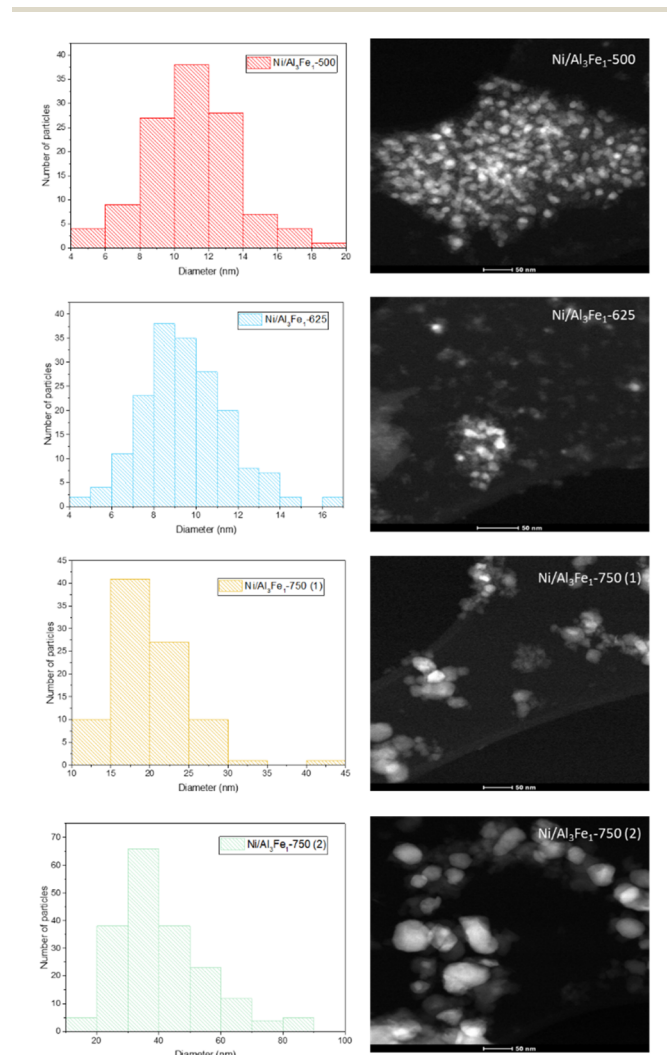 Ni/Al₃Fe₁-500
Number of particles
40
35
30
25
20
15
10
5
0
4 6 8 10 12 14 16 18 20
Diameter (nm)
Ni/Al₃Fe₁-500
50 nm
Ni/Al₃Fe₁-625
Number of particles
40
35
30
25
20
15
10
5
0
4 6 8 10 12 14 16
Diameter (nm)
Ni/Al₃Fe₁-625
50 nm
Ni/Al₃Fe₁-750 (1)
Number of particles
45
40
35
30
25
20
15
10
5
0
10 15 20 25 30 35 40 45
Diameter (nm)
Ni/Al₃Fe₁-750 (1)
50 nm
Ni/Al₃Fe₁-750 (2)
Number of particles
70
60
50
40
30
20
10
0
20 40 60 80 100
Diameter (nm)
Ni/Al₃Fe₁-750 (2)
50 nm